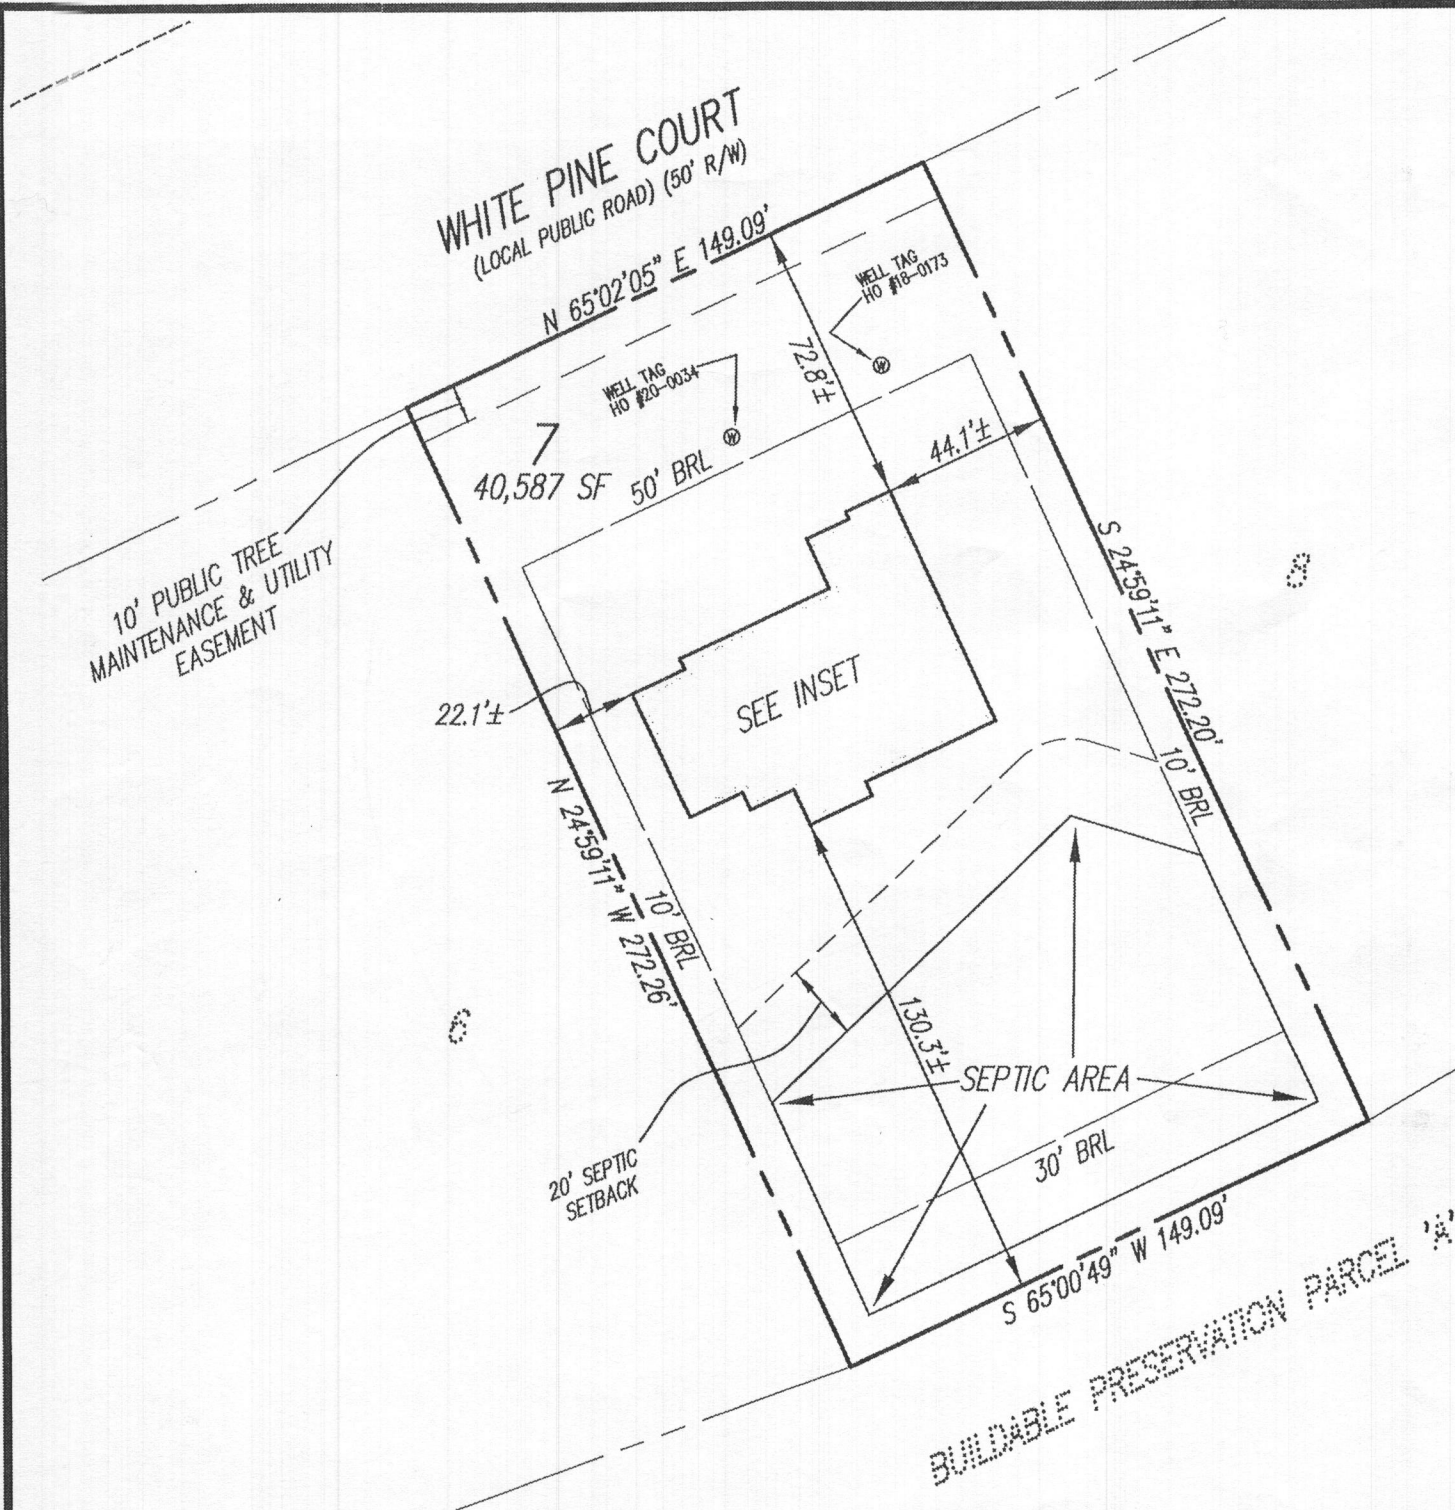 WHITE PINE COURT
(LOCAL PUBLIC ROAD) (50' R/W)
N 65°02'05" E 149.09'
WELL TAG
HO #18-0173
72.8'±
WELL TAG
HO #20-0034
7
40,587 SF
50' BRL
44.1'±
10' PUBLIC TREE
MAINTENANCE & UTILITY
EASEMENT
W
W
S 24°59'11" E 272.20'
8
SEE INSET
22.1'±
N 24°59'11" W 272.26'
10' BRL
10' BRL
6
130.3'±
SEPTIC AREA
20' SEPTIC
SETBACK
30' BRL
S 65°00'49" W 149.09'
BUILDABLE PRESERVATION PARCEL 'A'